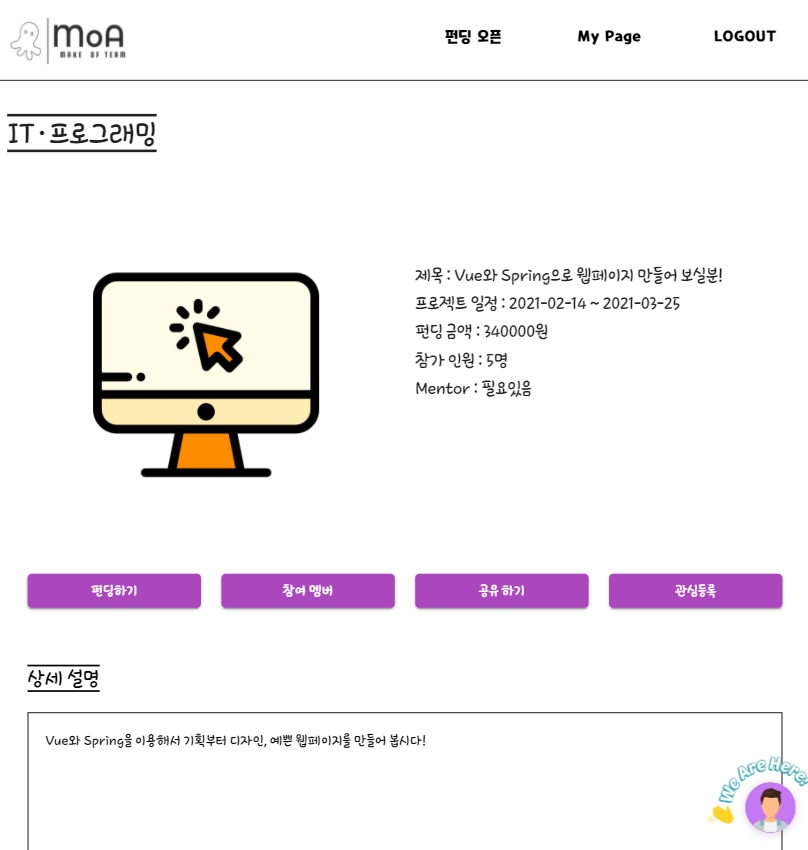 MoA
MAKE OF TEAM
펀딩 오픈
My Page
LOGOUT
IT · 프로그래밍
제목 : Vue와 Spring으로 웹페이지 만들어 보실분!
프로젝트 일정 : 2021-02-14 ~ 2021-03-25
펀딩 금액 : 340000원
참가 인원 : 5명
Mentor : 필요있음
펀딩하기
참여 멤버
공유 하기
관심등록
상세 설명
Vue와 Spring을 이용해서 기획부터 디자인, 예쁜 웹페이지를 만들어 봅시다!
We Are Here!